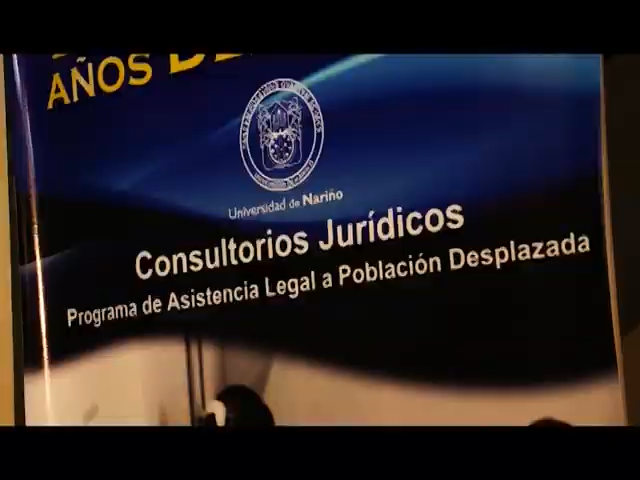 AÑOS
Universidad de Nariño
Consultorios Jurídicos
Programa de Asistencia Legal a Población Desplazada